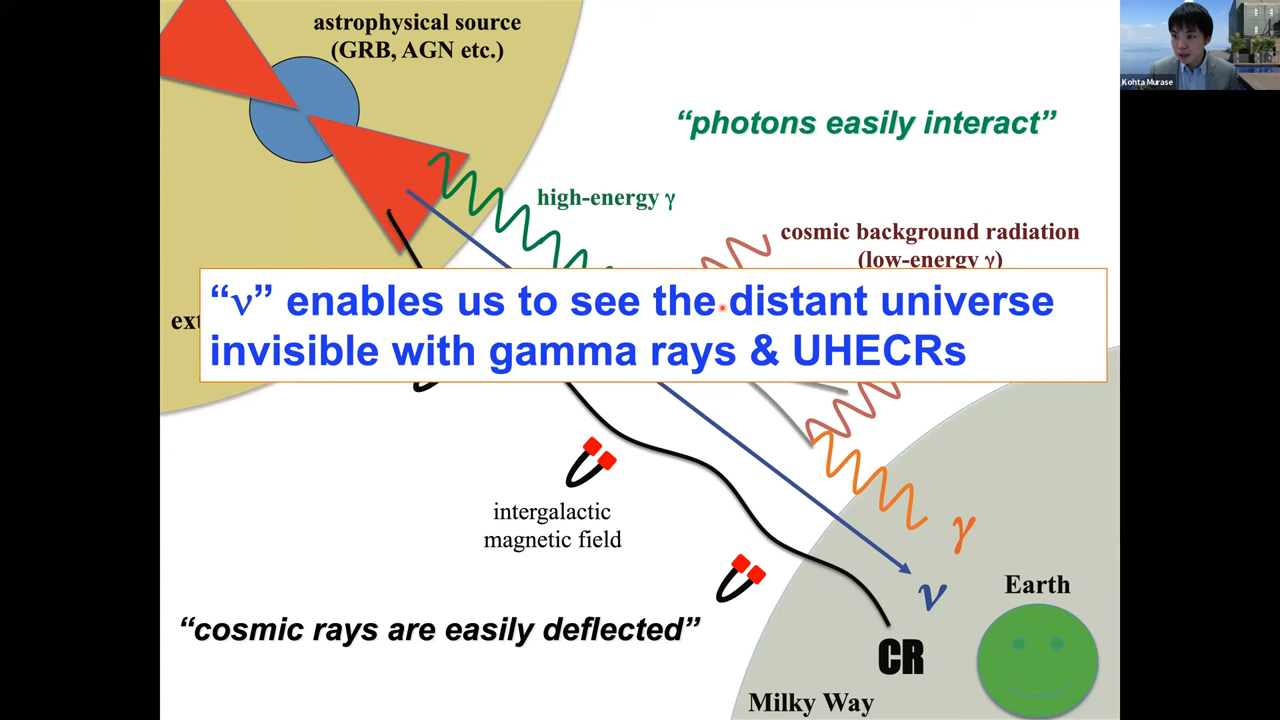 astrophysical source
(GRB, AGN etc.)
Kohta Murase
“photons easily interact”
high-energy γ
cosmic background radiation
(low-energy γ)
“ν” enables us to see the distant universe
invisible with gamma rays & UHECRs
intergalactic
magnetic field
γ
ν
Earth
“cosmic rays are easily deflected”
CR
Milky Way